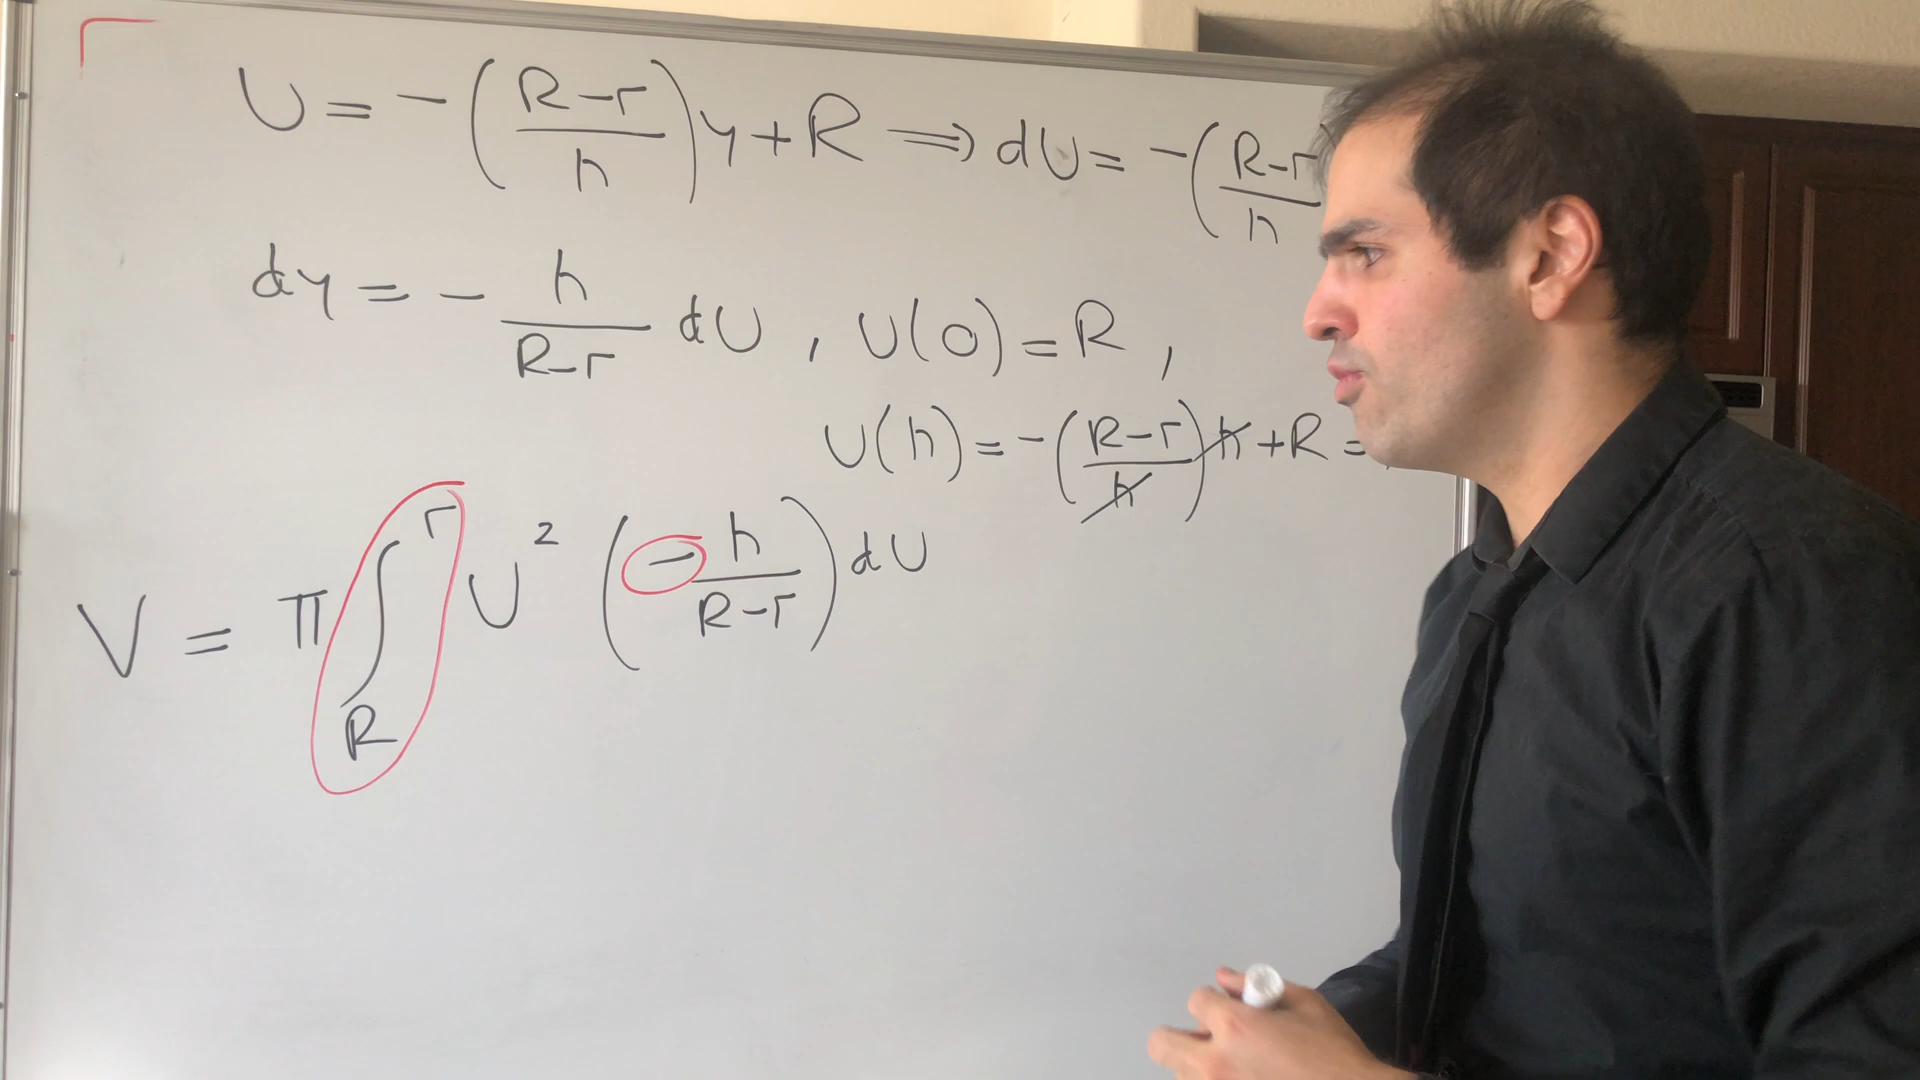 U = -(R-r/h)y + R ⟹ dU = -(R-r/h
dy = - h/R-r dU , U(0) = R ,
U(h) = -(R-r/h)h + R =
V = π ∫_R^r U² (- h/R-r) dU